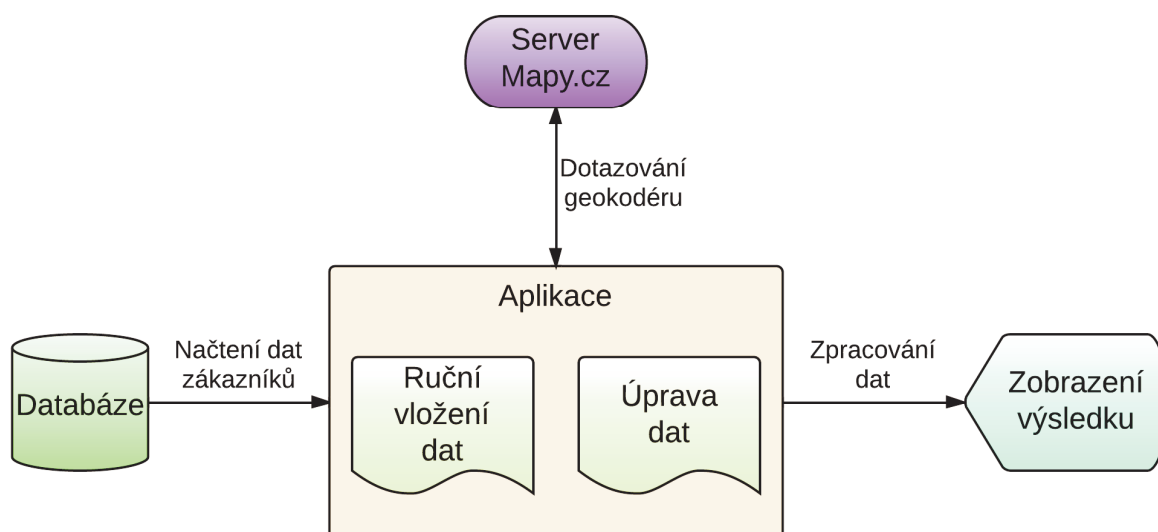 Server
Mapy.cz
Dotazování
geokodéru
Aplikace
Načtení dat
zákazníků
Databáze
Ruční
vložení
dat
Úprava
dat
Zpracování
dat
Zobrazení
výsledku